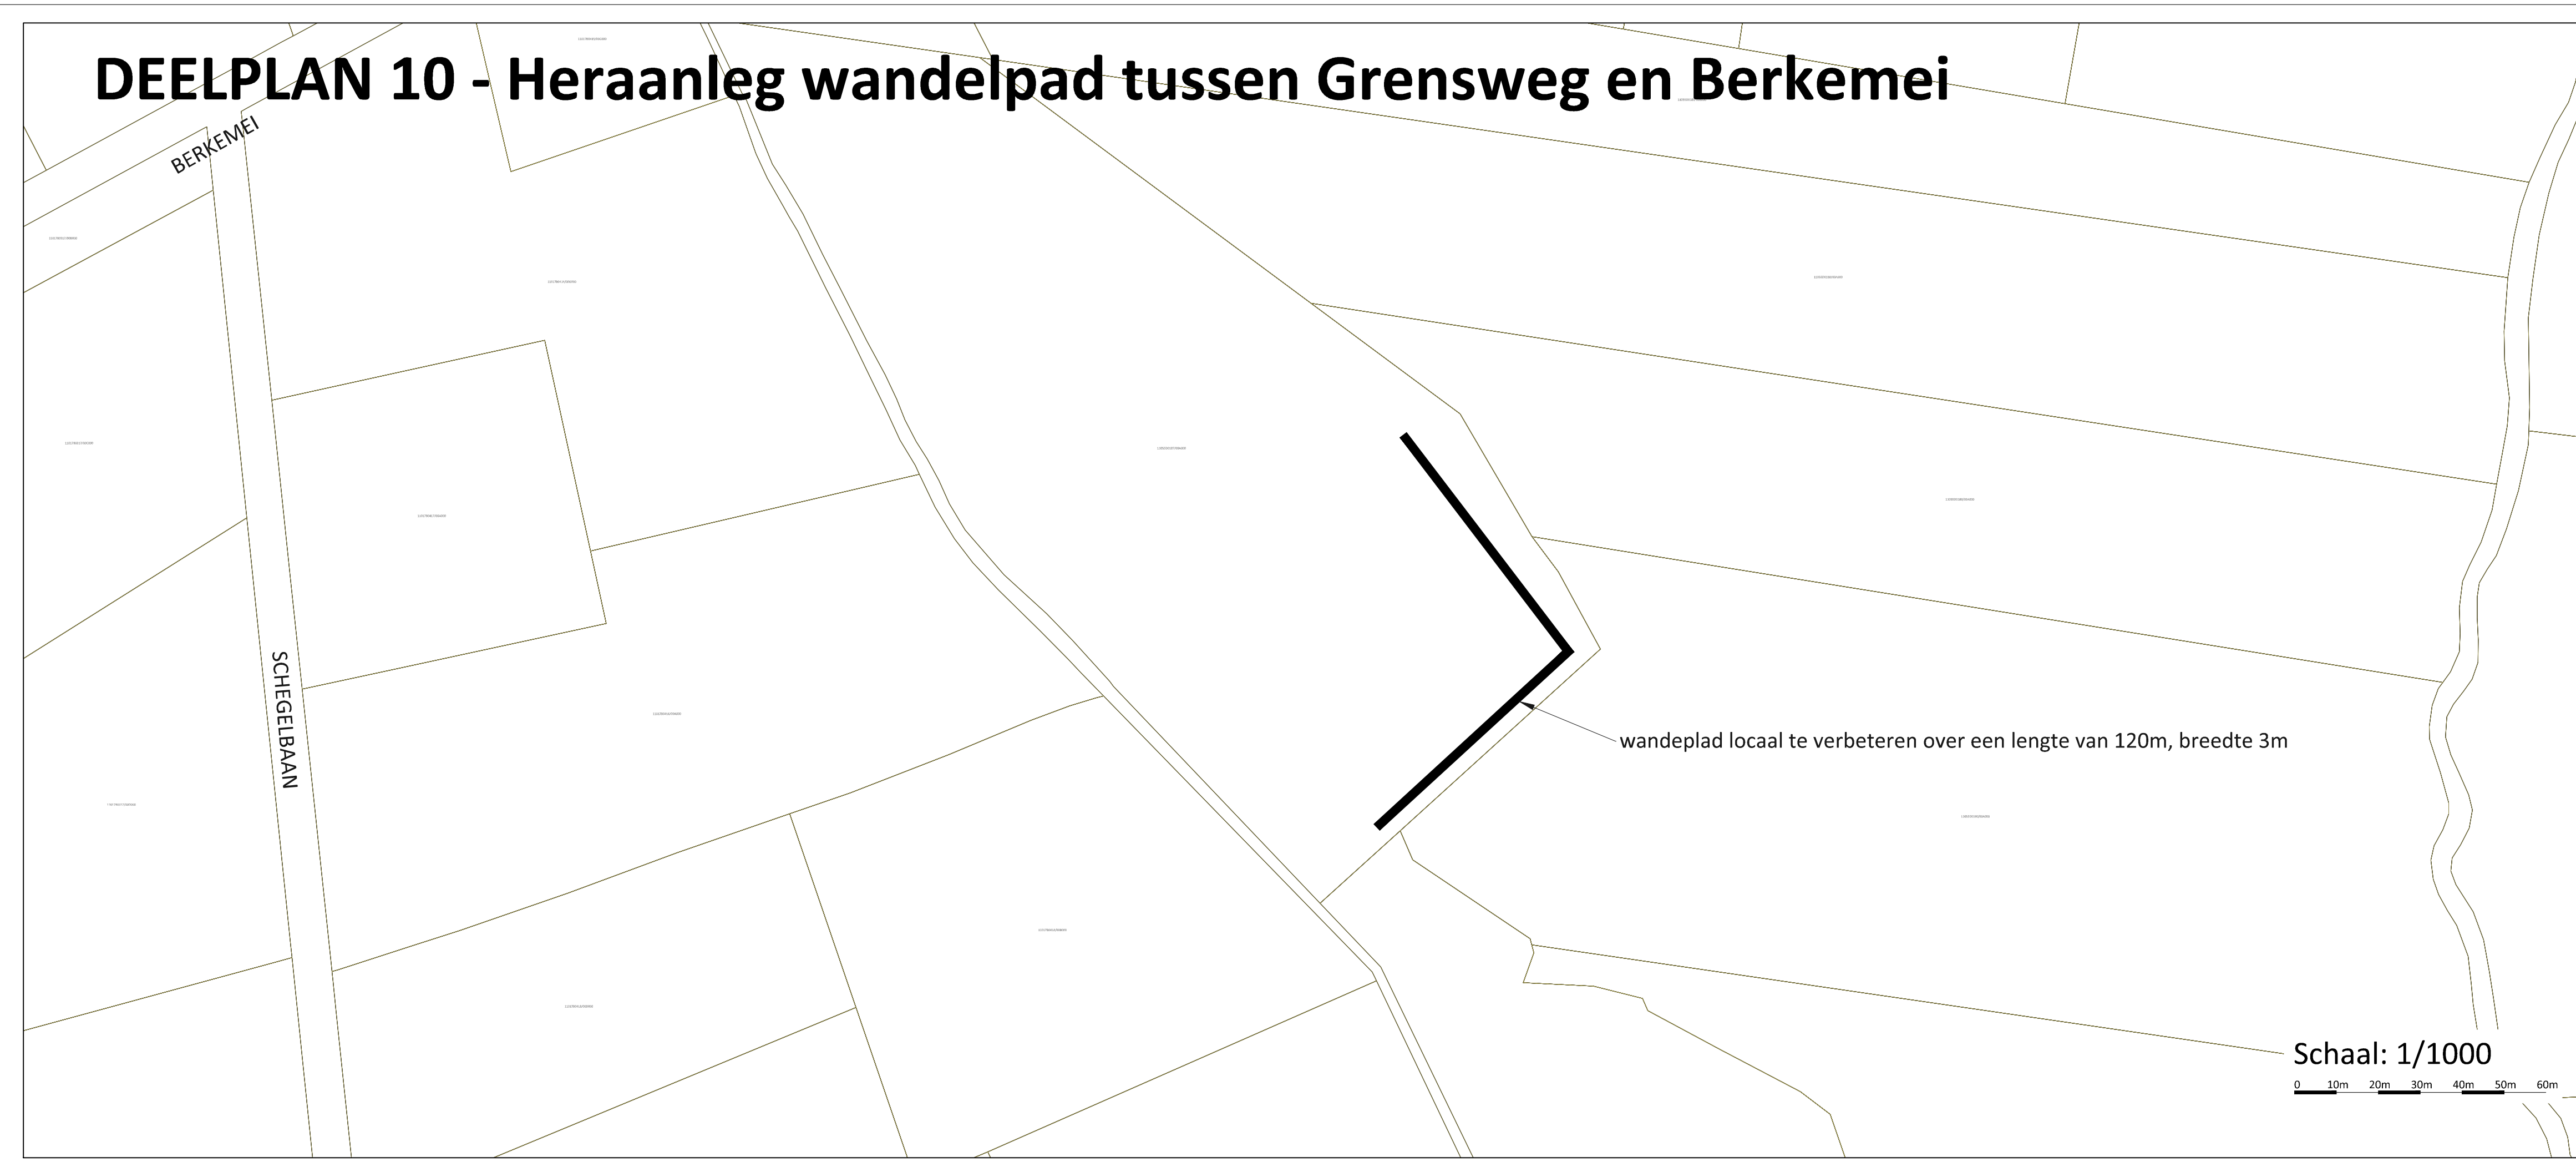 DEELPLAN 10 - Heraanleg wandelpad tussen Grensweg en Berkemei
BERKEMEI
SCHEGELBAAN
wandeplad locaal te verbeteren over een lengte van 120m, breedte 3m
Schaal: 1/1000
0 10m 20m 30m 40m 50m 60m